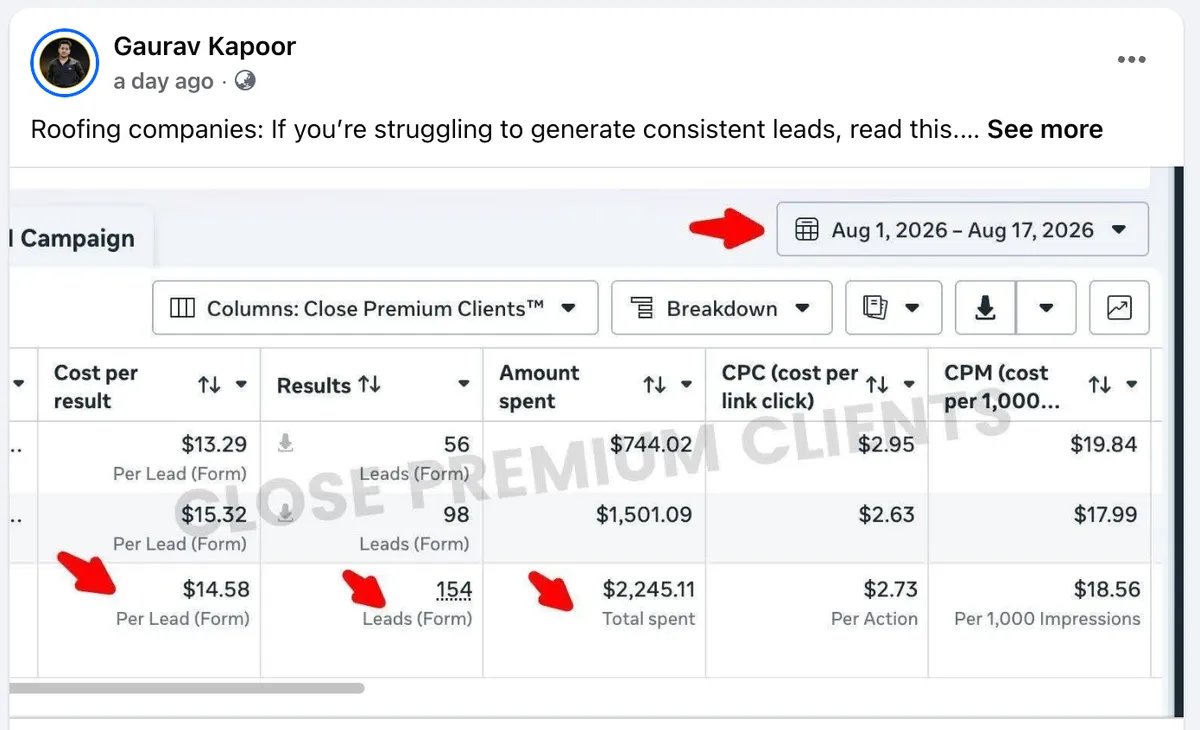 Gaurav Kapoor
a day ago ·
Roofing companies: If you’re struggling to generate consistent leads, read this.... See more
l Campaign
Aug 1, 2026 – Aug 17, 2026
Columns: Close Premium Clients™
Breakdown
Cost per result
Results
Amount spent
CPC (cost per link click)
CPM (cost per 1,000...
..
$13.29
56
$744.02
$2.95
$19.84
Per Lead (Form)
Leads (Form)
..
$15.32
98
$1,501.09
$2.63
$17.99
Per Lead (Form)
Leads (Form)
$14.58
154
$2,245.11
$2.73
$18.56
Per Lead (Form)
Leads (Form)
Total spent
Per Action
Per 1,000 Impressions
CLOSE PREMIUM CLIENTS